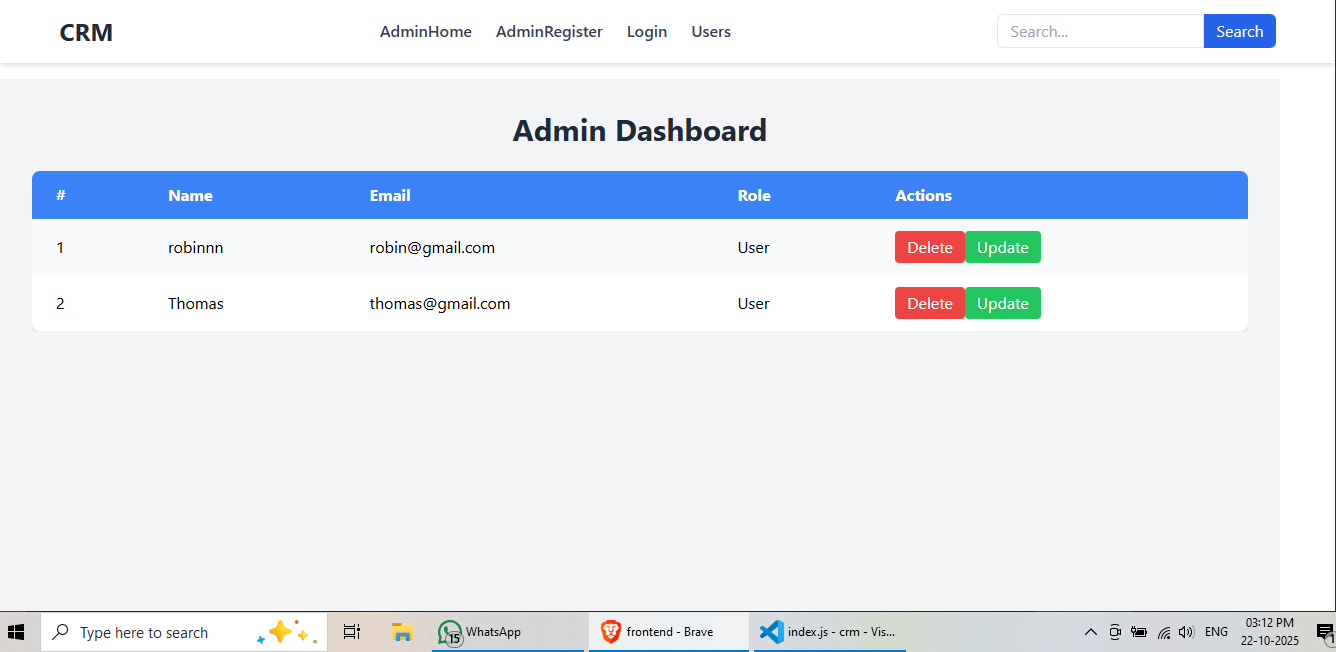 CRM AdminHome AdminRegister Login Users Search... Search
Admin Dashboard
# Name Email Role Actions
1 robinnn robin@gmail.com User Delete Update
2 Thomas thomas@gmail.com User Delete Update
Type here to search 15 WhatsApp frontend - Brave index.js - crm - Vis... ENG 03:12 PM 1
22-10-2025